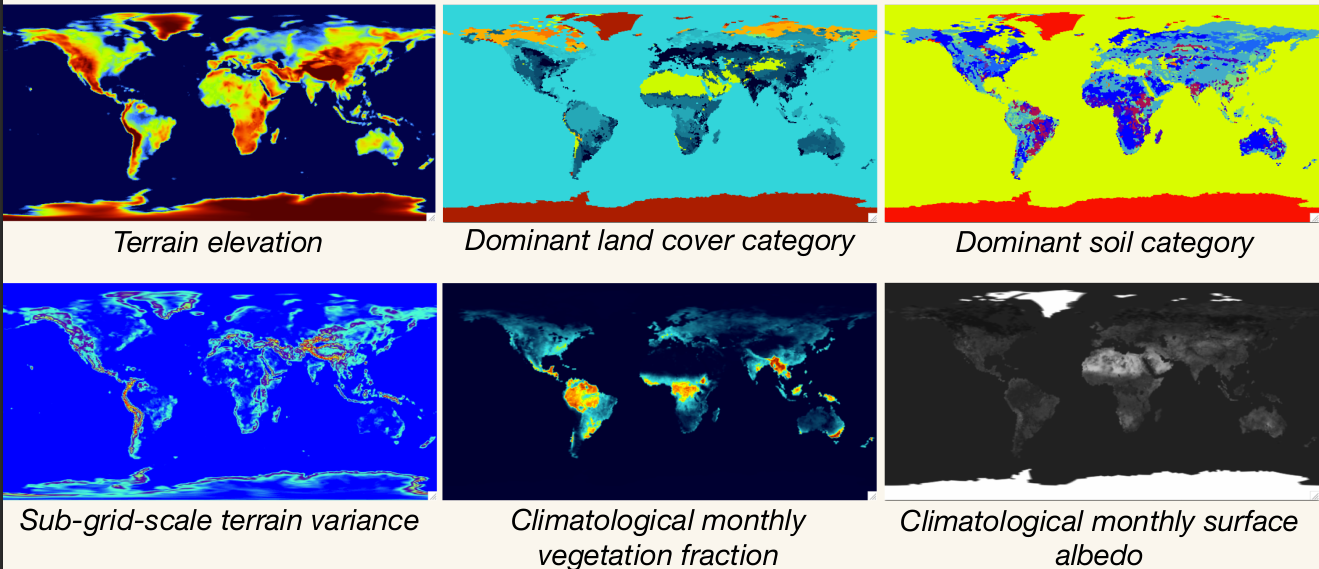 Terrain elevation
Dominant land cover category
Dominant soil category
Sub-grid-scale terrain variance
Climatological monthly
vegetation fraction
Climatological monthly surface
albedo